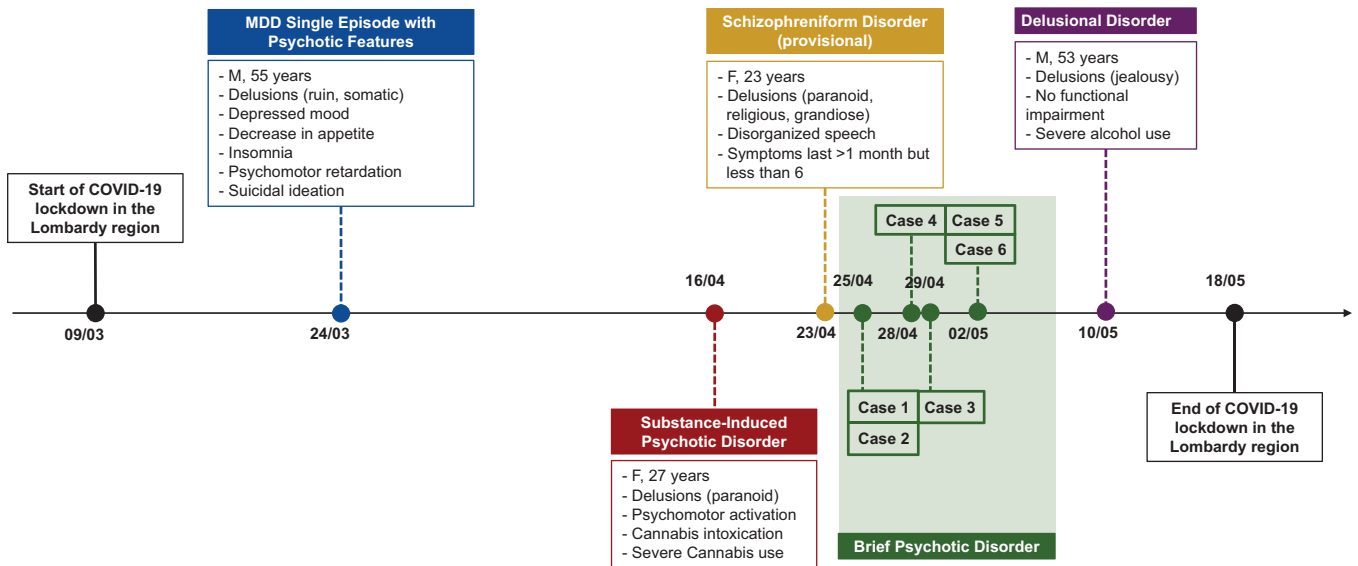 MDD Single Episode with
Psychotic Features
- M, 55 years
- Delusions (ruin, somatic)
- Depressed mood
- Decrease in appetite
- Insomnia
- Psychomotor retardation
- Suicidal ideation
Schizophreniform Disorder
(provisional)
- F, 23 years
- Delusions (paranoid,
religious, grandiose)
- Disorganized speech
- Symptoms last >1 month but
less than 6
Delusional Disorder
- M, 53 years
- Delusions (jealousy)
- No functional
impairment
- Severe alcohol use
Start of COVID-19
lockdown in the
Lombardy region
Case 4
Case 5
Case 6
16/04
25/04
29/04
18/05
09/03
24/03
23/04
28/04
02/05
10/05
Case 1
Case 3
Case 2
Substance-Induced
Psychotic Disorder
- F, 27 years
- Delusions (paranoid)
- Psychomotor activation
- Cannabis intoxication
- Severe Cannabis use
End of COVID-19
lockdown in the
Lombardy region
Brief Psychotic Disorder